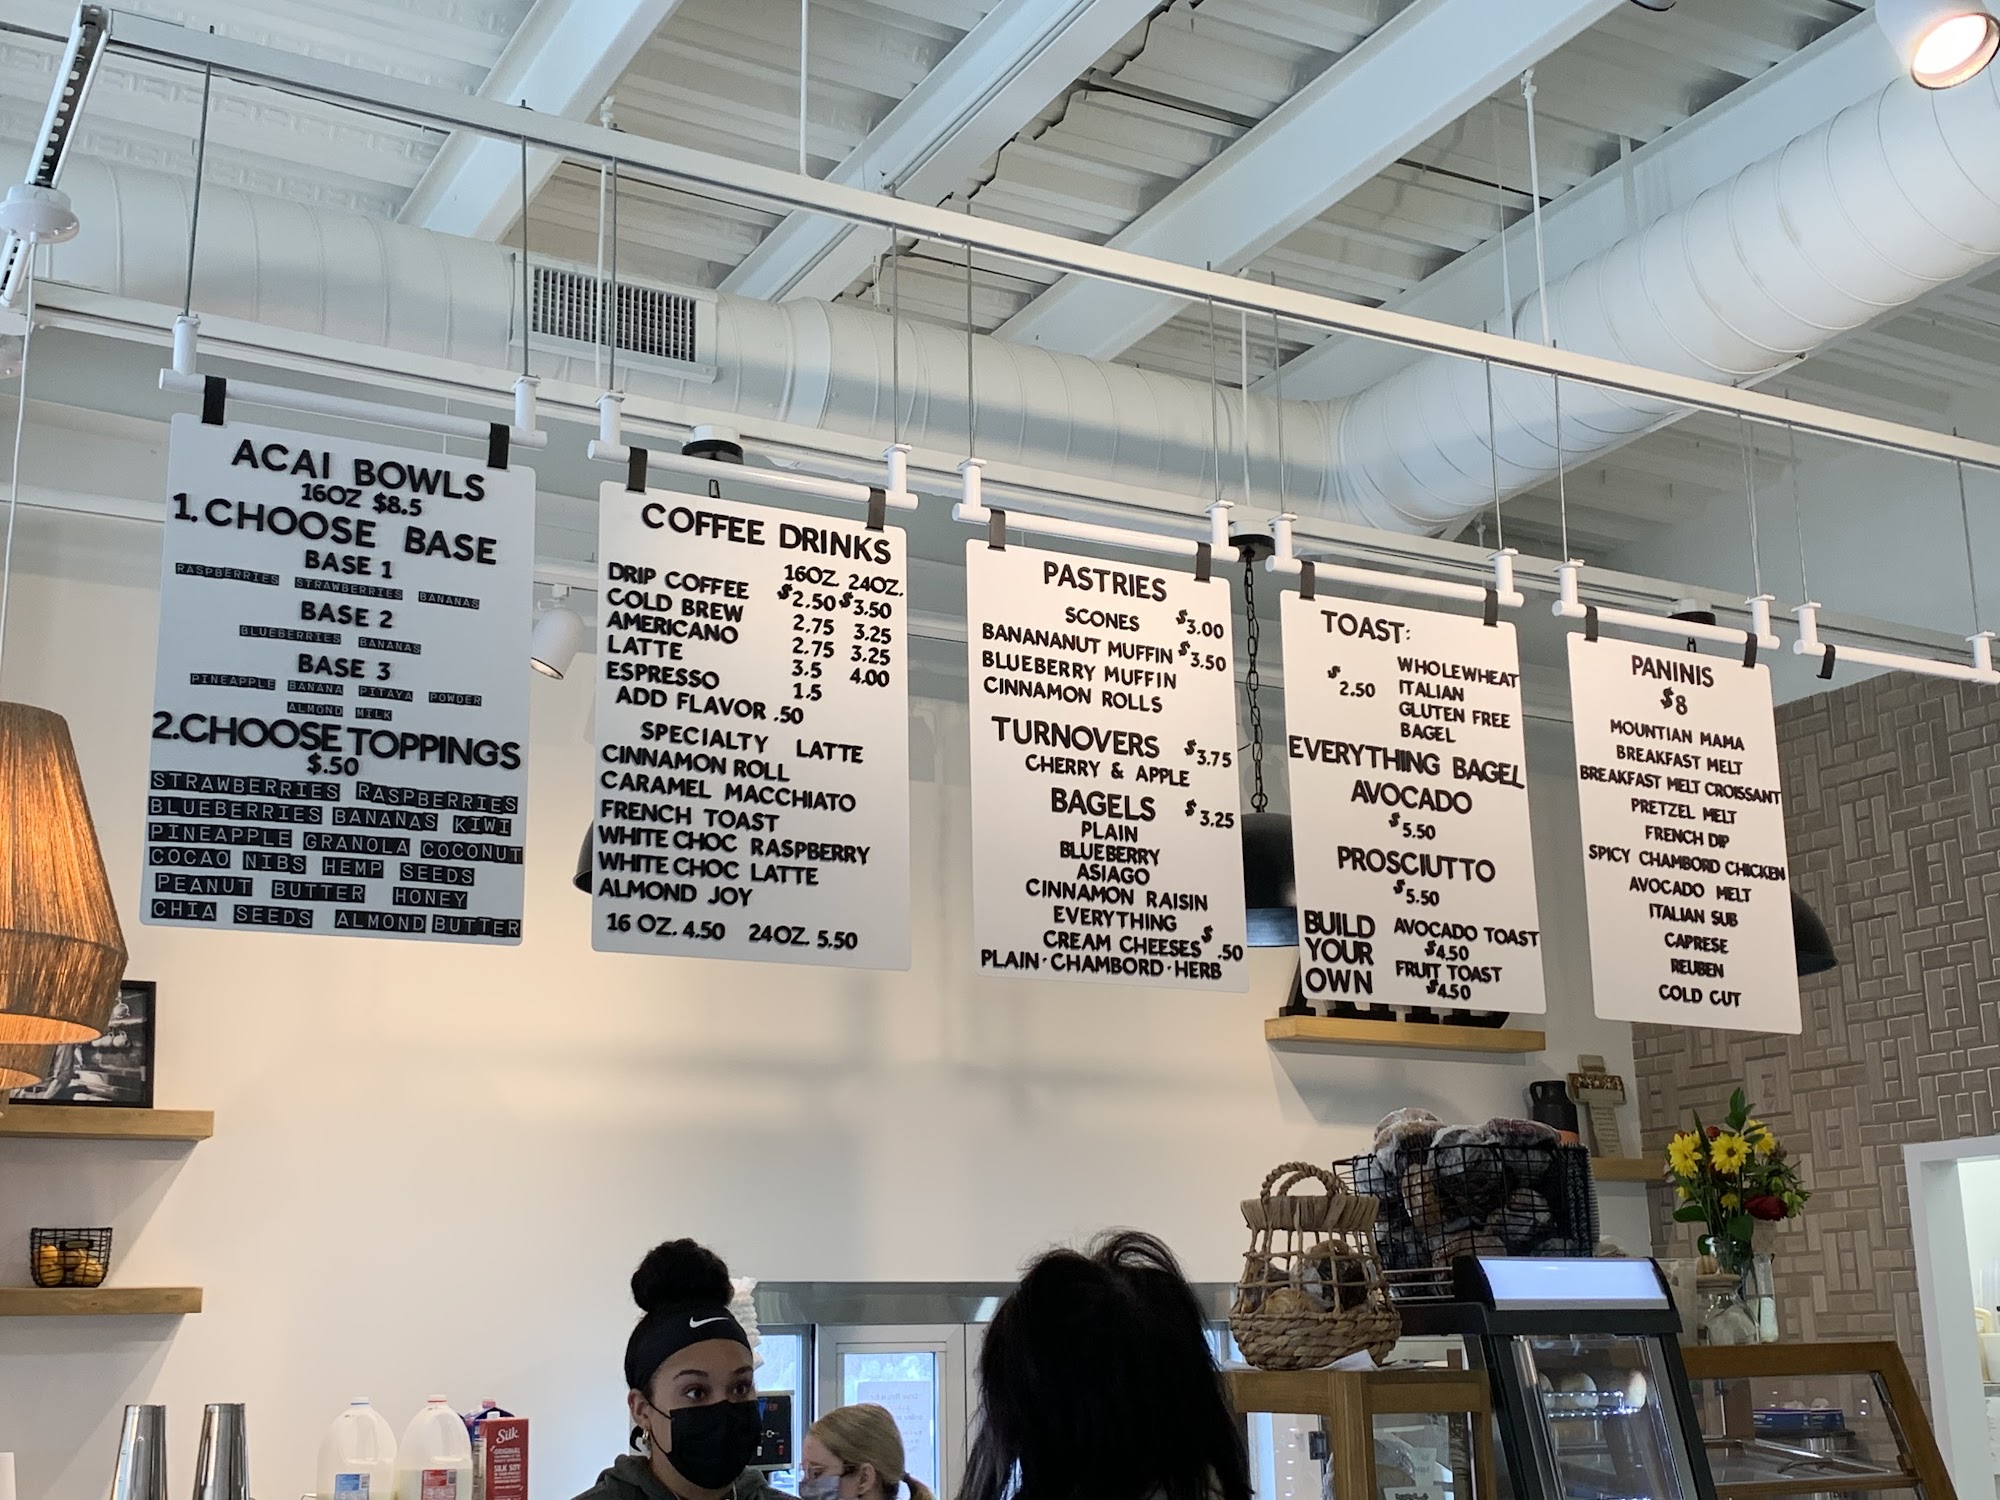 ACAI BOWLS
16OZ $8.5
1. CHOOSE BASE
BASE 1
RASPBERRIES STRAWBERRIES BANANAS
BASE 2
BLUEBERRIES BANANAS
BASE 3
PINEAPPLE BANANA PITAYA POWDER
ALMOND MILK
2. CHOOSE TOPPINGS
$.50
STRAWBERRIES RASPBERRIES
BLUEBERRIES BANANAS KIWI
PINEAPPLE GRANOLA COCONUT
COCAO NIBS HEMP SEEDS
PEANUT BUTTER HONEY
CHIA SEEDS ALMOND BUTTER
COFFEE DRINKS
16OZ. 24OZ.
DRIP COFFEE $2.50 $3.50
COLD BREW 2.75 3.25
AMERICANO 2.75 3.25
LATTE 3.5 4.00
ESPRESSO 1.5
ADD FLAVOR .50
SPECIALTY LATTE
CINNAMON ROLL
CARAMEL MACCHIATO
FRENCH TOAST
WHITE CHOC RASPBERRY
WHITE CHOC LATTE
ALMOND JOY
16 OZ. 4.50 24OZ. 5.50
PASTRIES
SCONES $3.00
BANANANUT MUFFIN $3.50
BLUEBERRY MUFFIN
CINNAMON ROLLS
TURNOVERS $3.75
CHERRY & APPLE
BAGELS $3.25
PLAIN
BLUEBERRY
ASIAGO
CINNAMON RAISIN
EVERYTHING
CREAM CHEESES $.50
PLAIN · CHAMBORD · HERB
TOAST:
$2.50 WHOLEWHEAT
ITALIAN
GLUTEN FREE
BAGEL
EVERYTHING BAGEL
AVOCADO
$5.50
PROSCIUTTO
$5.50
BUILD YOUR OWN
AVOCADO TOAST
$4.50
FRUIT TOAST
$4.50
PANINIS
$8
MOUNTIAN MAMA
BREAKFAST MELT
BREAKFAST MELT CROISSANT
PRETZEL MELT
FRENCH DIP
SPICY CHAMBORD CHICKEN
AVOCADO MELT
ITALIAN SUB
CAPRESE
REUBEN
COLD CUT
Silk
ORIGINAL